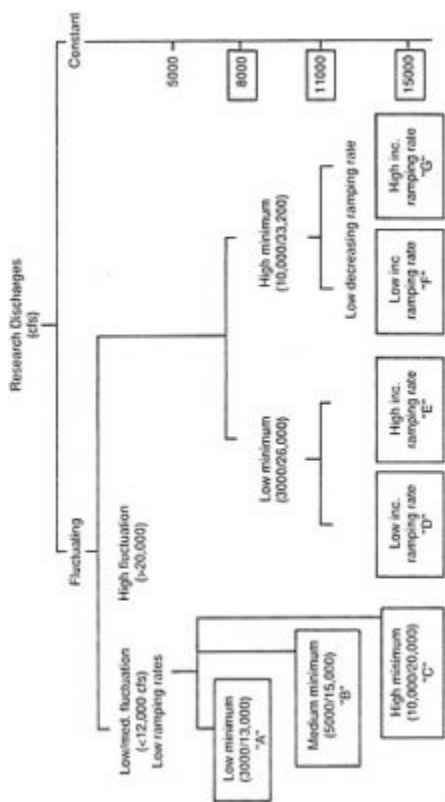 Research Discharges
(cfs)
Fluctuating
Constant
Low/med. fluctuation
(<12,000 cfs)
Low ramping rates
High fluctuation
(>20,000)
5000
8000
11000
15000
Low minimum
(3000/13,000)
"A"
Medium minimum
(5000/15,000)
"B"
High minimum
(10,000/20,000)
"C"
Low minimum
(3000/26,000)
High minimum
(10,000/33,200)
Low decreasing ramping rate
Low inc.
ramping rate
"D"
High inc.
ramping rate
"E"
Low inc.
ramping rate
"F"
High inc.
ramping rate
"G"